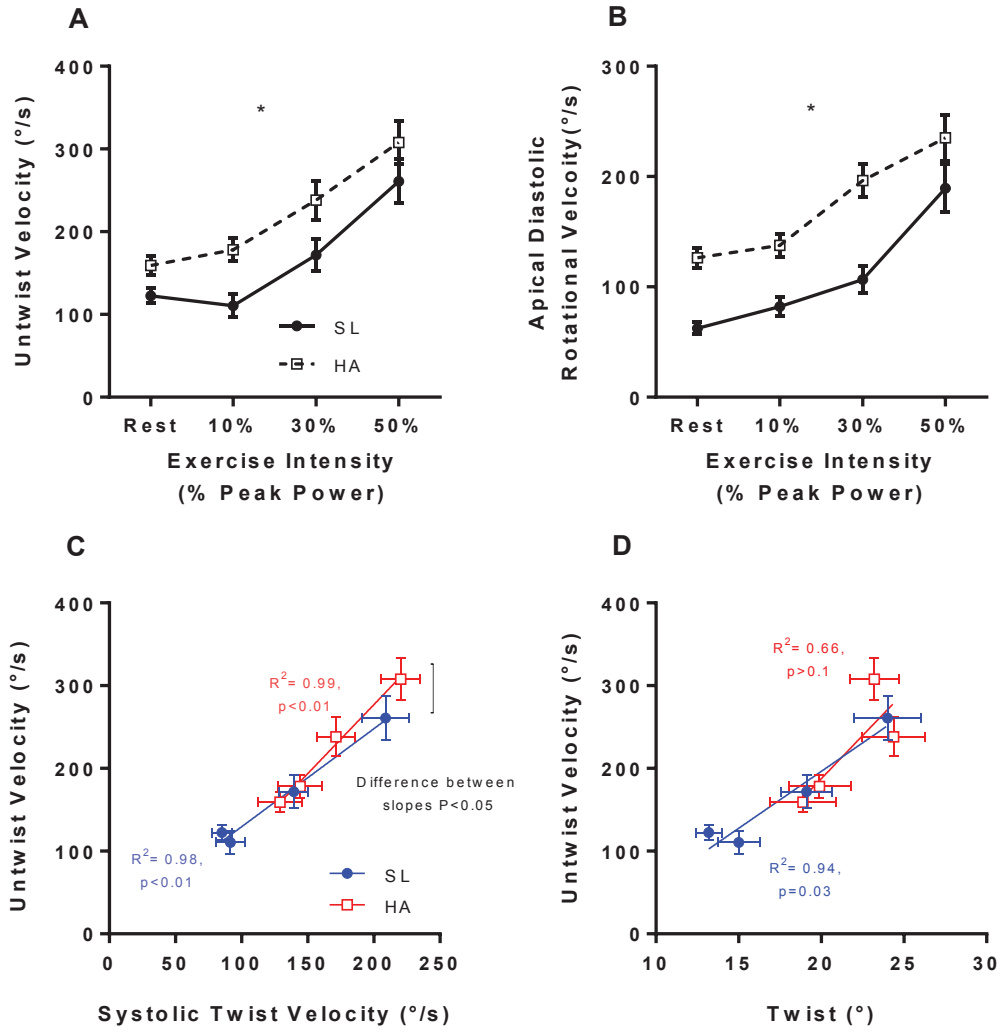 A
Untwist Velocity (°/s)
400
300
200
100
0
*
SL
HA
Rest 10% 30% 50%
Exercise Intensity
(% Peak Power)
B
Apical Diastolic
Rotational Velcoity(°/s)
300
200
100
0
*
Rest 10% 30% 50%
Exercise Intensity
(% Peak Power)
C
Untwist Velocity (°/s)
400
300
200
100
0
R2= 0.99,
p<0.01
Difference between
slopes P<0.05
R2= 0.98,
p<0.01
SL
HA
0 50 100 150 200 250
Systolic Twist Velocity (°/s)
D
Untwist Velocity (°/s)
400
300
200
100
0
R2= 0.66,
p>0.1
R2= 0.94,
p=0.03
10 15 20 25 30
Twist (°)